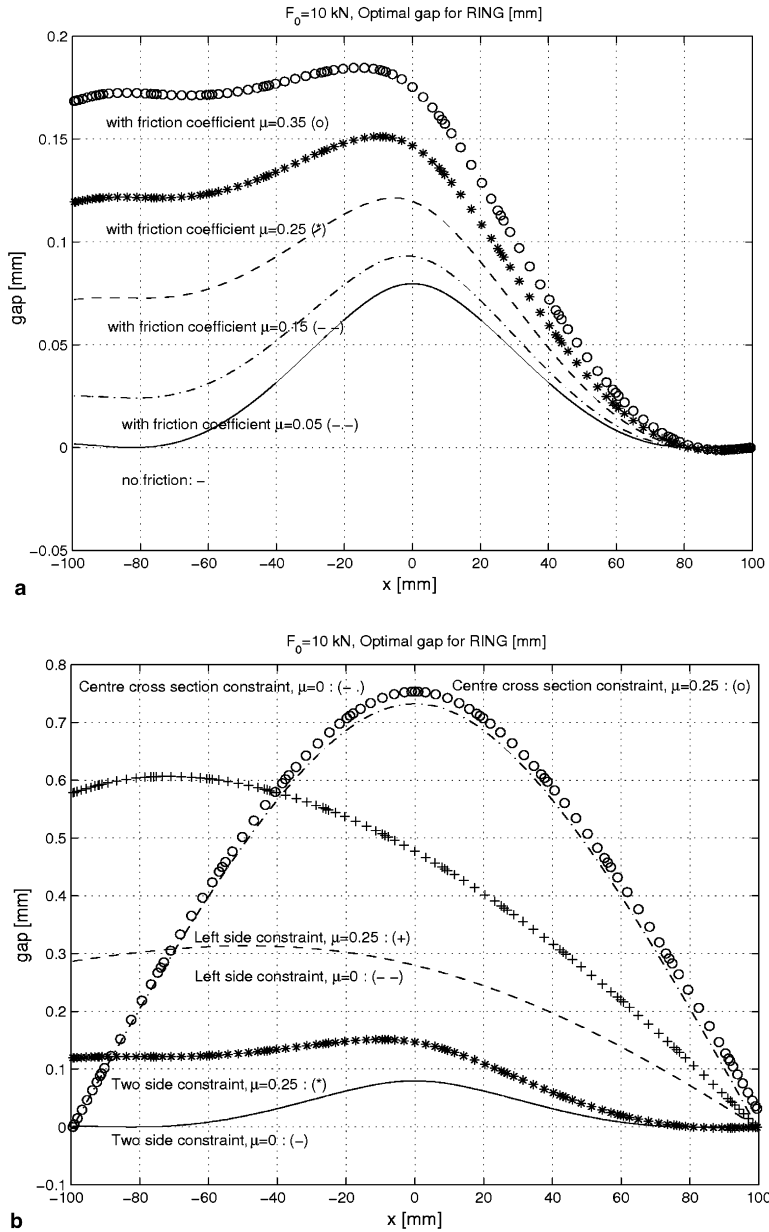 F0=10 kN, Optimal gap for RING [mm]
0.2
0.15
0.1
0.05
0
−0.05
gap [mm]
with friction coefficient μ=0.35 (o)
with friction coefficient μ=0.25 (*)
with friction coefficient μ=0.15 (− −)
with friction coefficient μ=0.05 (−.−)
no friction: −
−100 −80 −60 −40 −20 0 20 40 60 80 100
x [mm]
a
F0=10 kN, Optimal gap for RING [mm]
0.8
0.7
0.6
0.5
0.4
0.3
0.2
0.1
0
−0.1
gap [mm]
Centre cross section constraint, μ=0 : (− .)
Centre cross section constraint, μ=0.25 : (o)
Left side constraint, μ=0.25 : (+)
Left side constraint, μ=0 : (− −)
Two side constraint, μ=0.25 : (*)
Two side constraint, μ=0 : (−)
−100 −80 −60 −40 −20 0 20 40 60 80 100
x [mm]
b